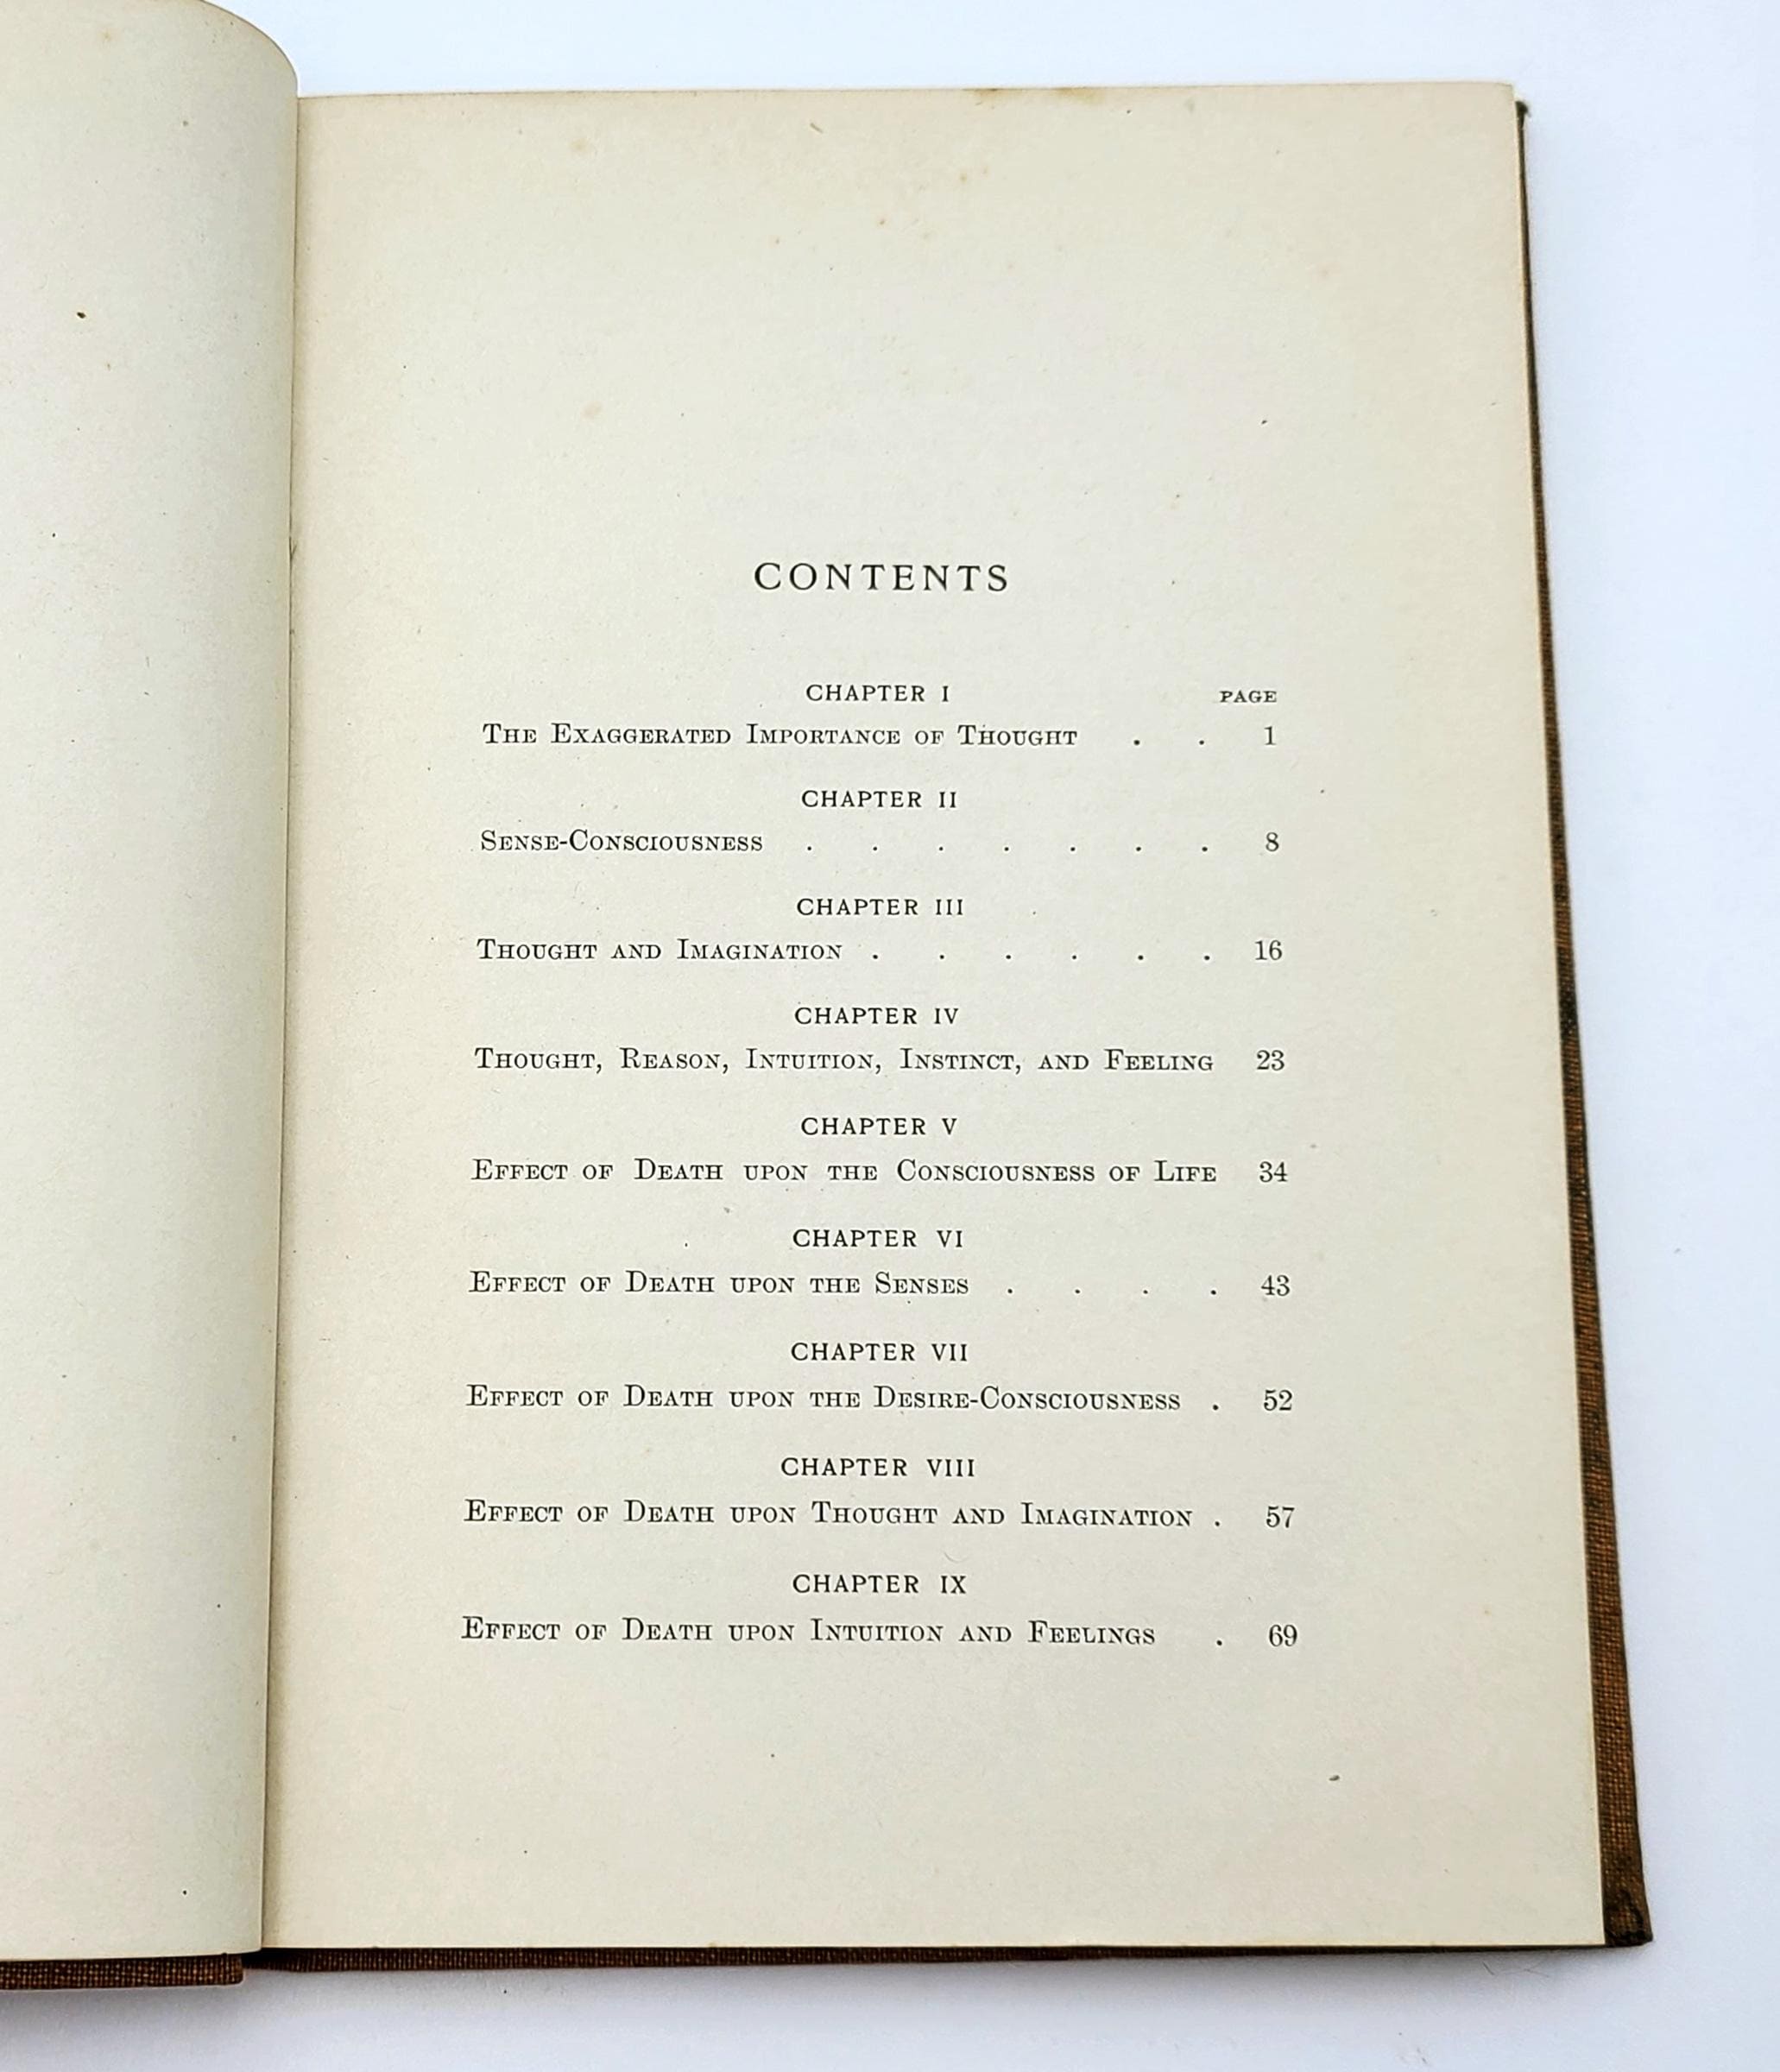 CONTENTS
CHAPTER I PAGE
The Exaggerated Importance of Thought . . 1
CHAPTER II
Sense-Consciousness . . . . . . . 8
CHAPTER III
Thought and Imagination . . . . . . 16
CHAPTER IV
Thought, Reason, Intuition, Instinct, and Feeling 23
CHAPTER V
Effect of Death upon the Consciousness of Life 34
CHAPTER VI
Effect of Death upon the Senses . . . . 43
CHAPTER VII
Effect of Death upon the Desire-Consciousness . 52
CHAPTER VIII
Effect of Death upon Thought and Imagination . 57
CHAPTER IX
Effect of Death upon Intuition and Feelings . 69